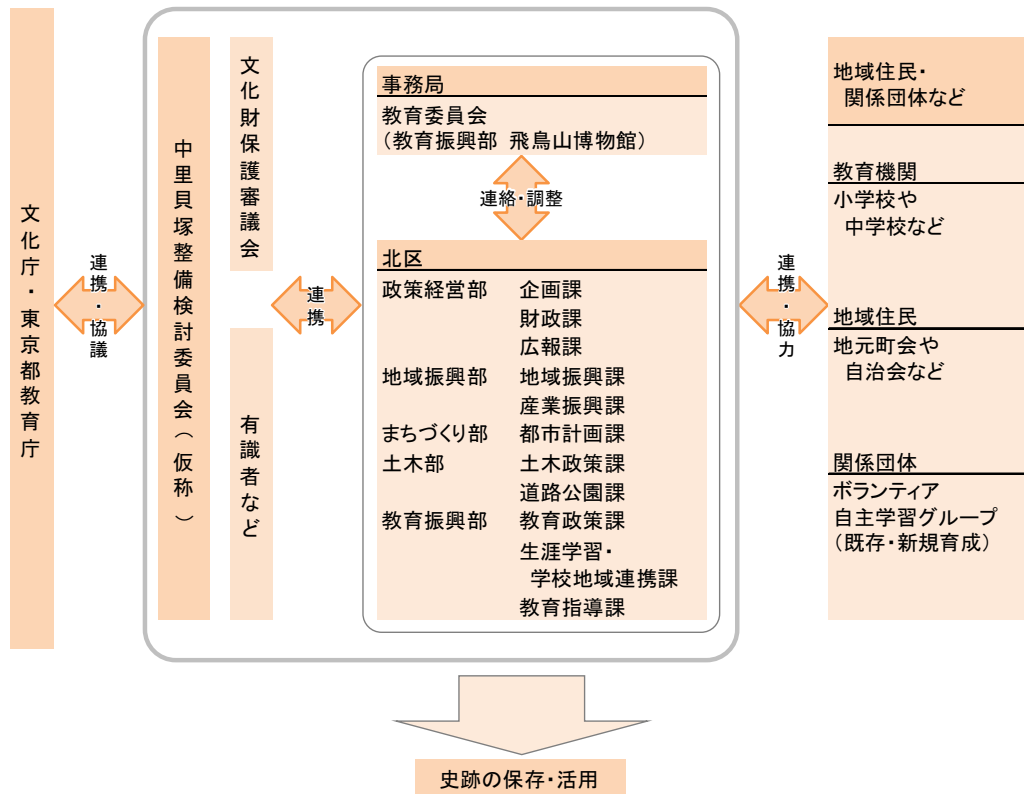 文化庁・東京都教育庁
連携・協議
中里貝塚整備検討委員会（仮称）
文化財保護審議会
有識者など
連携
事務局
教育委員会
（教育振興部 飛鳥山博物館）
連絡・調整
北区
政策経営部 企画課
財政課
広報課
地域振興部 地域振興課
産業振興課
まちづくり部 都市計画課
土木部 土木政策課
道路公園課
教育振興部 教育政策課
生涯学習・
学校地域連携課
教育指導課
連携・協力
地域住民・
関係団体など
教育機関
小学校や
中学校など
地域住民
地元町会や
自治会など
関係団体
ボランティア
自主学習グループ
（既存・新規育成）
史跡の保存・活用